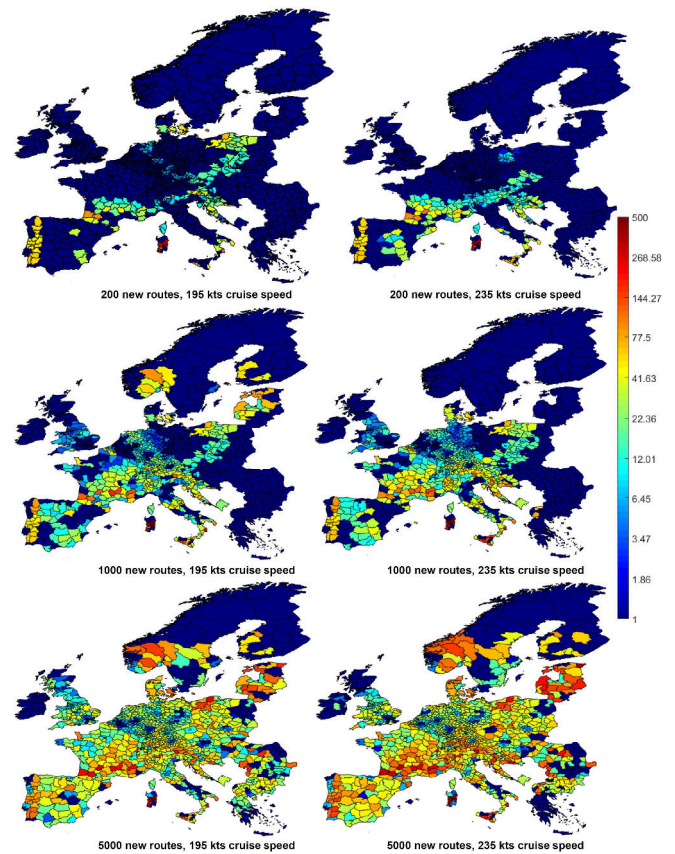 200 new routes, 195 kts cruise speed
200 new routes, 235 kts cruise speed
500
268.58
144.27
77.5
41.63
22.36
12.01
6.45
3.47
1.86
1
1000 new routes, 195 kts cruise speed
1000 new routes, 235 kts cruise speed
5000 new routes, 195 kts cruise speed
5000 new routes, 235 kts cruise speed